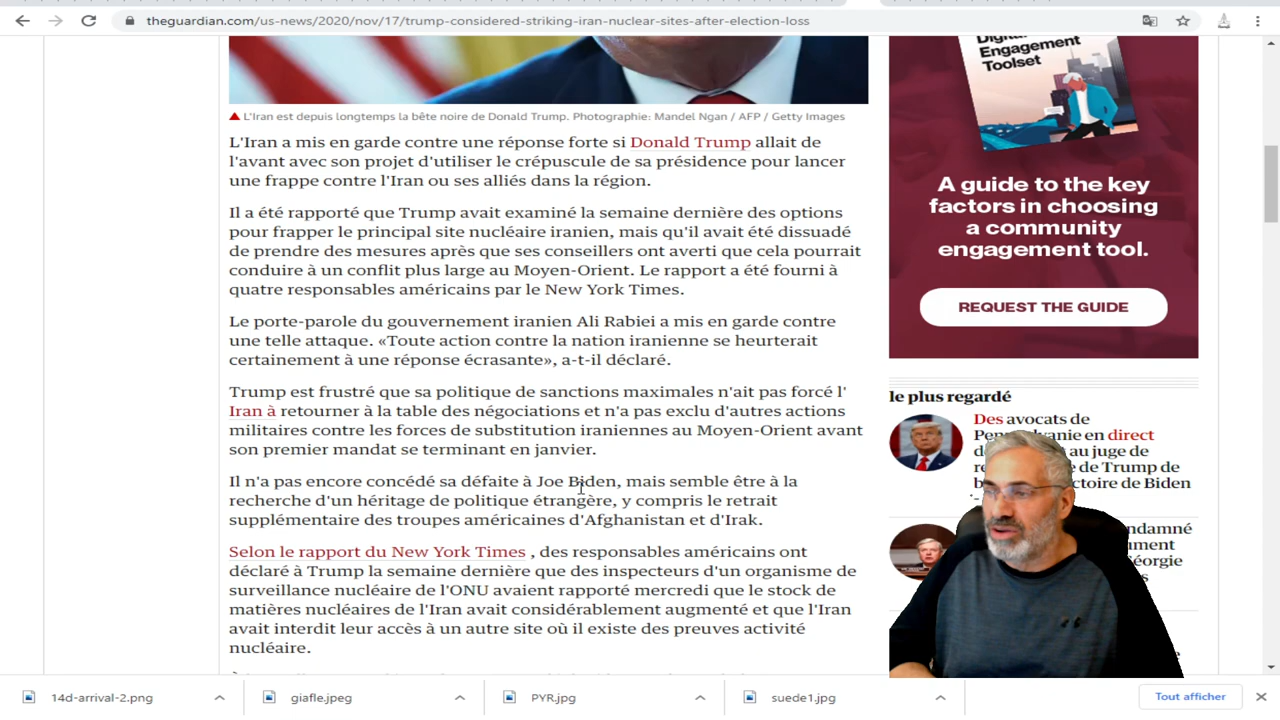 theguardian.com/us-news/2020/nov/17/trump-considered-striking-iran-nuclear-sites-after-election-loss
L'Iran est depuis longtemps la bête noire de Donald Trump. Photographie: Mandel Ngan / AFP / Getty Images
L'Iran a mis en garde contre une réponse forte si Donald Trump allait de
l'avant avec son projet d'utiliser le crépuscule de sa présidence pour lancer
une frappe contre l'Iran ou ses alliés dans la région.
Il a été rapporté que Trump avait examiné la semaine dernière des options
pour frapper le principal site nucléaire iranien, mais qu'il avait été dissuadé
de prendre des mesures après que ses conseillers ont averti que cela pourrait
conduire à un conflit plus large au Moyen-Orient. Le rapport a été fourni à
quatre responsables américains par le New York Times.
Le porte-parole du gouvernement iranien Ali Rabiei a mis en garde contre
une telle attaque. «Toute action contre la nation iranienne se heurterait
certainement à une réponse écrasante», a-t-il déclaré.
Trump est frustré que sa politique de sanctions maximales n'ait pas forcé l'
Iran à retourner à la table des négociations et n'a pas exclu d'autres actions
militaires contre les forces de substitution iraniennes au Moyen-Orient avant
son premier mandat se terminant en janvier.
Il n'a pas encore concédé sa défaite à Joe Biden, mais semble être à la
recherche d'un héritage de politique étrangère, y compris le retrait
supplémentaire des troupes américaines d'Afghanistan et d'Irak.
Selon le rapport du New York Times , des responsables américains ont
déclaré à Trump la semaine dernière que des inspecteurs d'un organisme de
surveillance nucléaire de l'ONU avaient rapporté mercredi que le stock de
matières nucléaires de l'Iran avait considérablement augmenté et que l'Iran
avait interdit leur accès à un autre site où il existe des preuves activité
nucléaire.
Engagement
Toolset
A guide to the key
factors in choosing
a community
engagement tool.
REQUEST THE GUIDE
le plus regardé
Des avocats de
en direct
au juge de
de Trump de
de Biden
14d-arrival-2.png
giafle.jpeg
PYR.jpg
suede1.jpg
Tout afficher